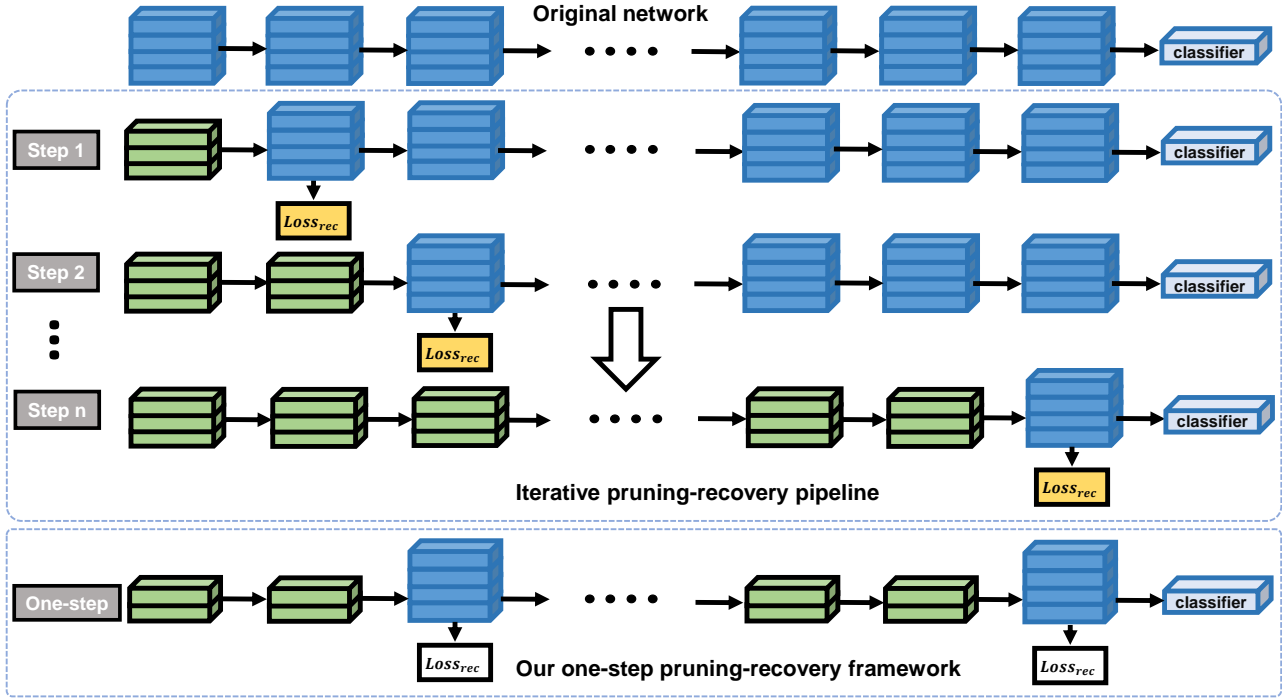 Original network
classifier
Step 1
classifier
Loss_rec
Step 2
classifier
Loss_rec
Step n
classifier
Loss_rec
Iterative pruning-recovery pipeline
One-step
classifier
Loss_rec
Loss_rec
Our one-step pruning-recovery framework